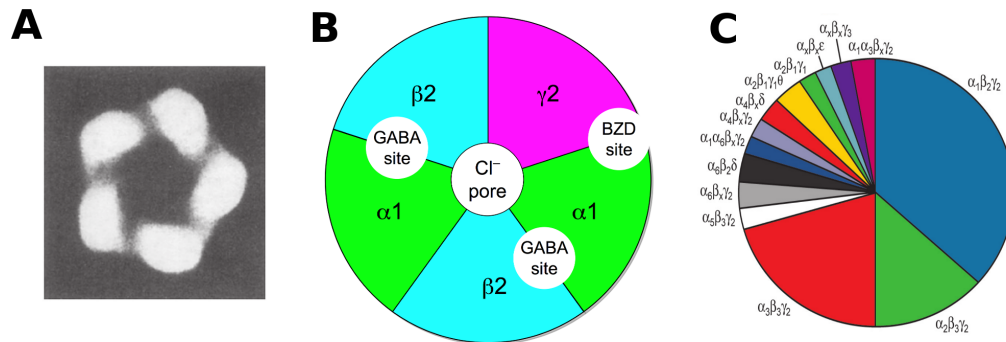 A
B
C
β2
γ2
GABA
site
BZD
site
Cl⁻
pore
α1
α1
GABA
site
β2
αₓβₓγ₃
αₓβₓε
α₁α₃βₓγ₂
α₂β₁γ₁
α₂β₁γ₁θ
α₄βₓδ
α₄βₓγ₂
α₁α₆βₓγ₂
α₆β₂δ
α₆βₓγ₂
α₅β₃γ₂
α₃β₃γ₂
α₂β₃γ₂
α₁β₂γ₂